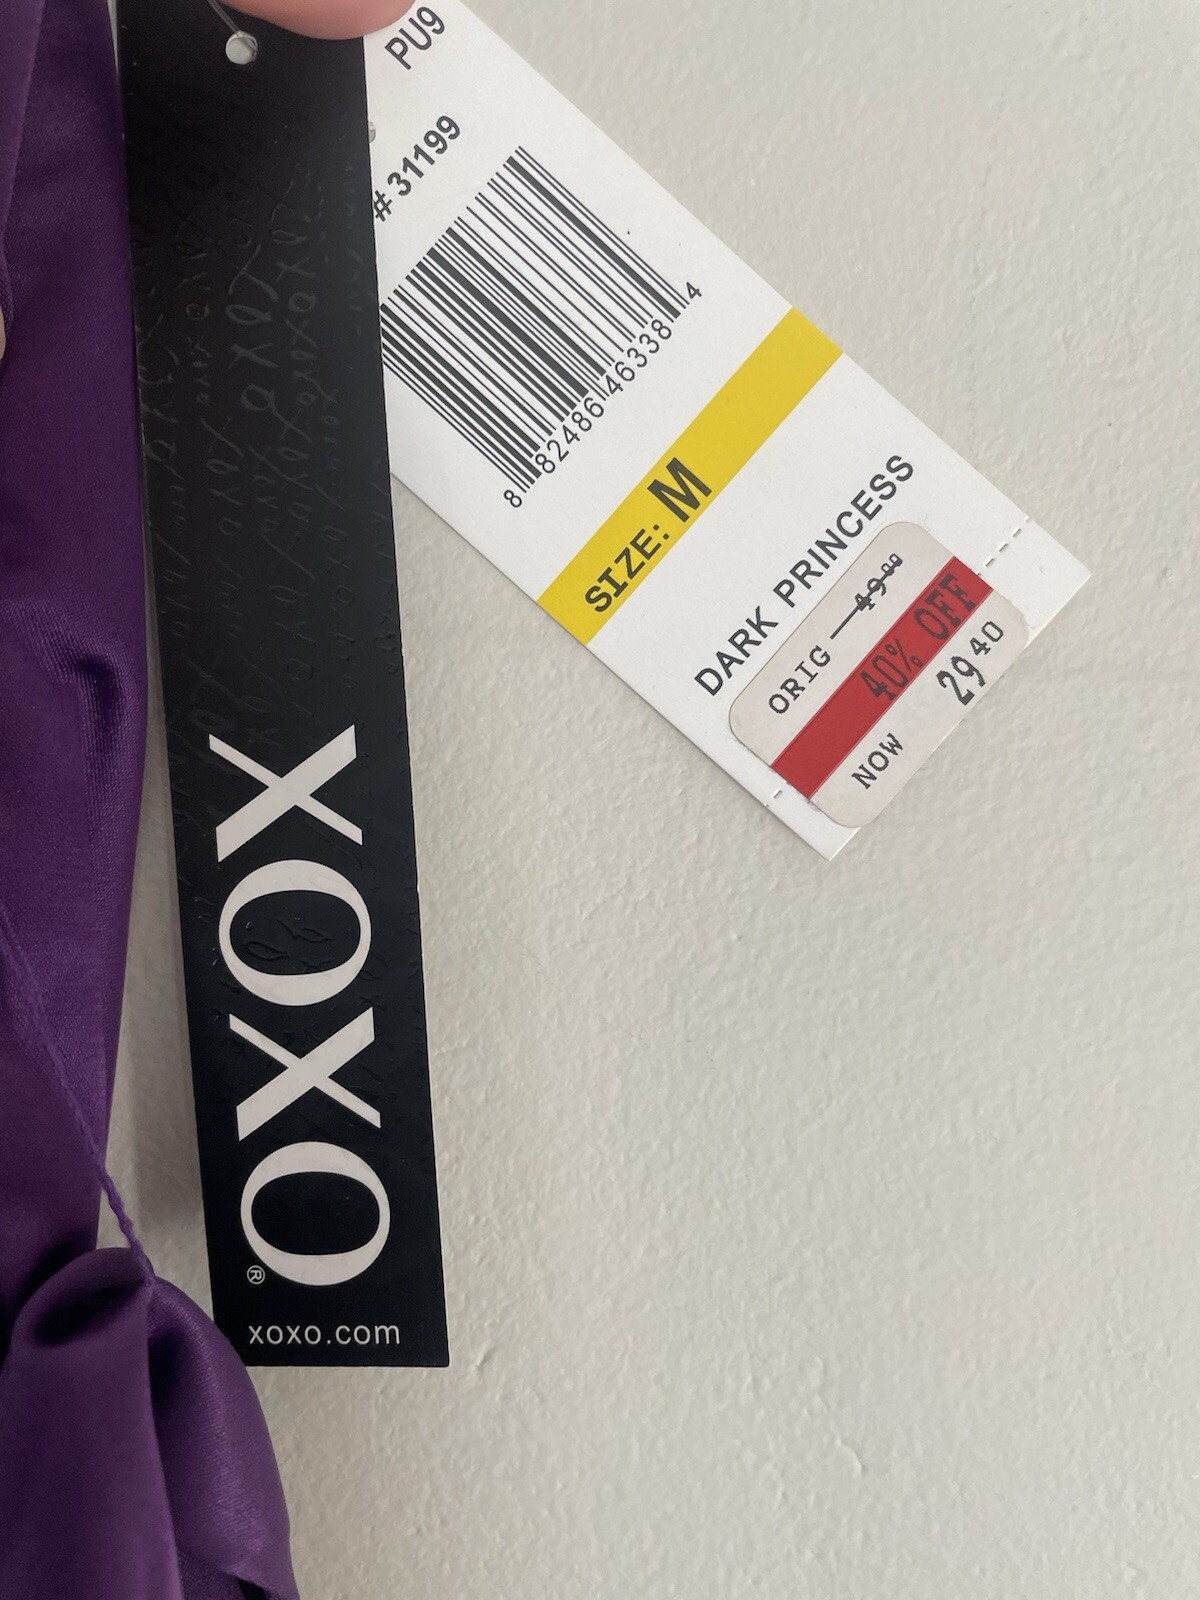 PU9
# 31199
8 82486 46338 4
SIZE: M
DARK PRINCESS
ORIG 49.00
40% OFF
NOW 29 40
XOXO®
xoxo.com